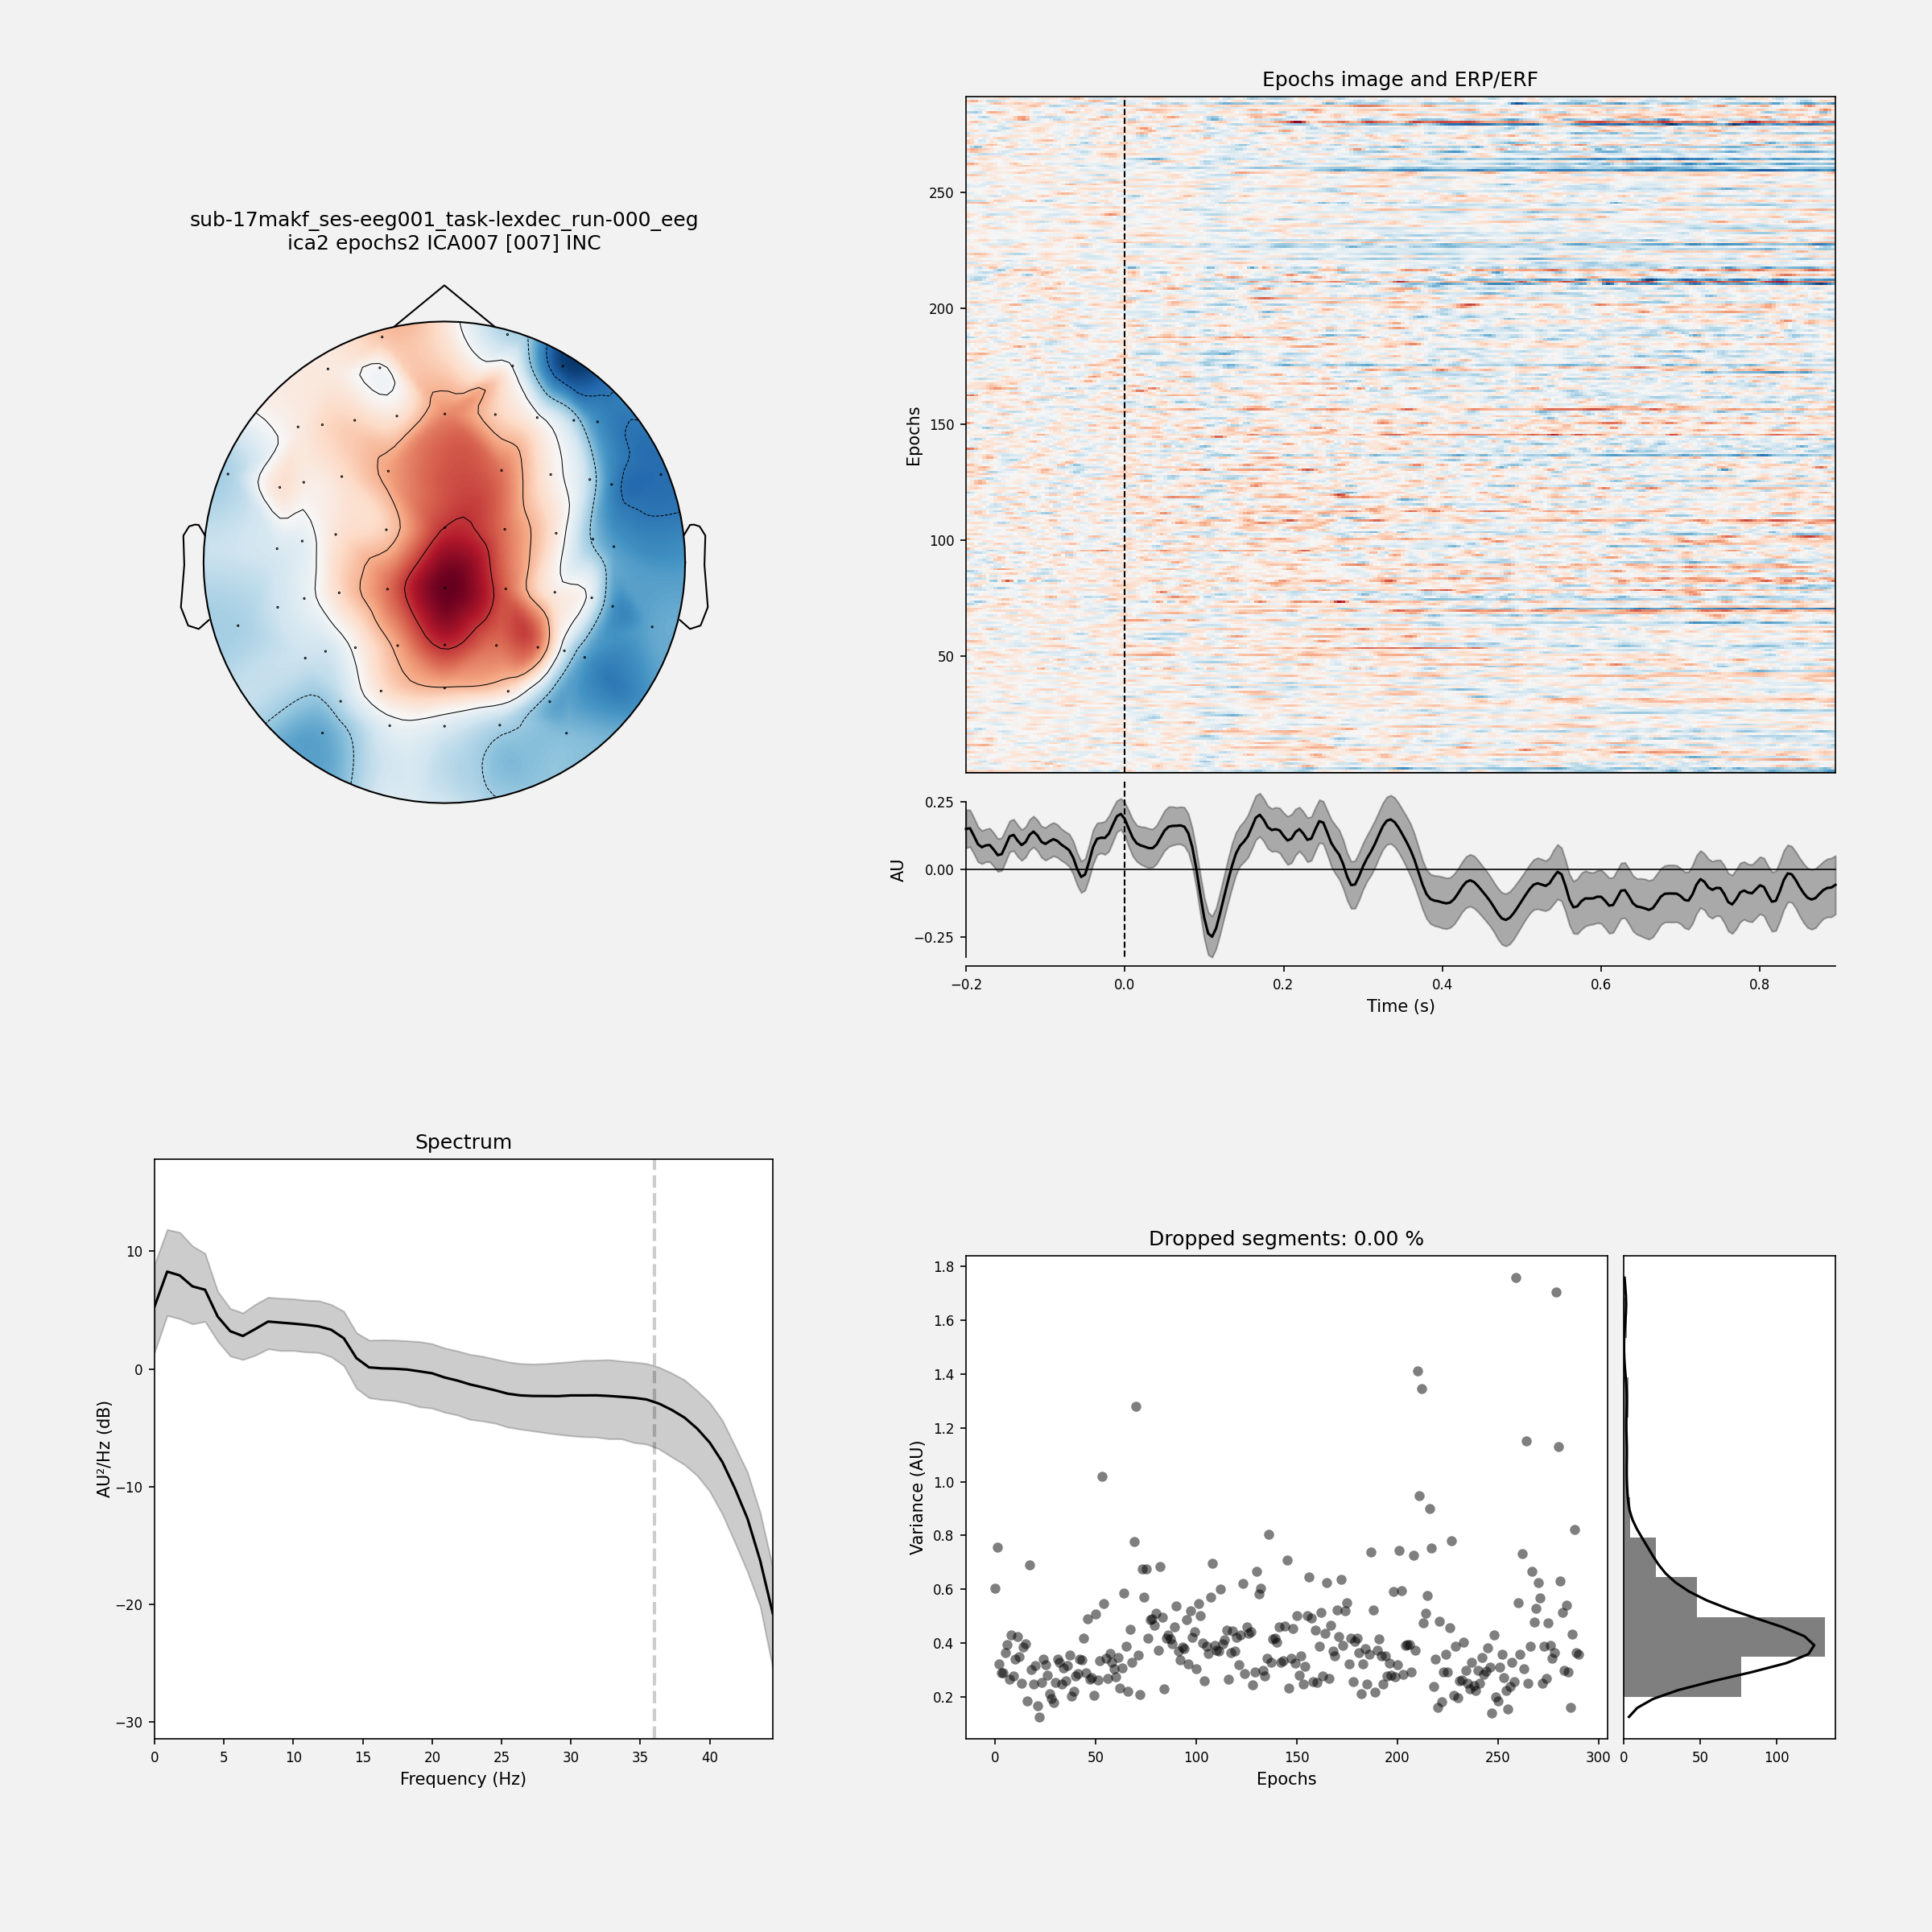 sub-17makf_ses-eeg001_task-lexdec_run-000_eeg
ica2 epochs2 ICA007 [007] INC
Epochs image and ERP/ERF
250
200
150
100
50
Epochs
0.25
0.00
−0.25
AU
−0.2 0.0 0.2 0.4 0.6 0.8
Time (s)
Spectrum
10
0
−10
−20
−30
AU²/Hz (dB)
0 5 10 15 20 25 30 35 40
Frequency (Hz)
Dropped segments: 0.00 %
1.8
1.6
1.4
1.2
1.0
0.8
0.6
0.4
0.2
Variance (AU)
0 50 100 150 200 250 300
Epochs
0 50 100